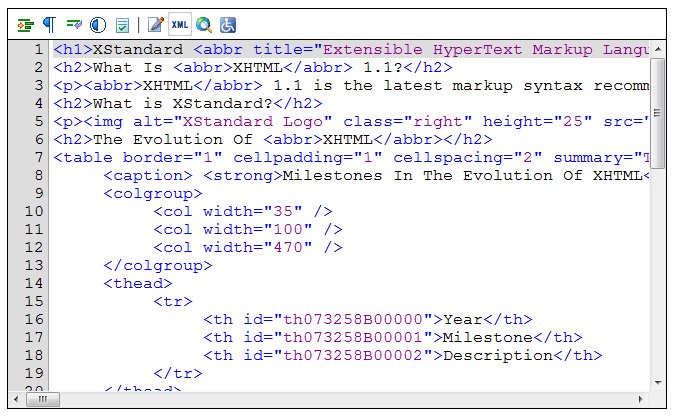 XML
1 <h1>XStandard <abbr title="Extensible HyperText Markup Langu
2 <h2>What Is <abbr>XHTML</abbr> 1.1?</h2>
3 <p><abbr>XHTML</abbr> 1.1 is the latest markup syntax recomm
4 <h2>What is XStandard?</h2>
5 <p><img alt="XStandard Logo" class="right" height="25" src="
6 <h2>The Evolution Of <abbr>XHTML</abbr></h2>
7 <table border="1" cellpadding="1" cellspacing="2" summary="T
8 <caption> <strong>Milestones In The Evolution Of XHTML<
9 <colgroup>
10 <col width="35" />
11 <col width="100" />
12 <col width="470" />
13 </colgroup>
14 <thead>
15 <tr>
16 <th id="th073258B00000">Year</th>
17 <th id="th073258B00001">Milestone</th>
18 <th id="th073258B00002">Description</th>
19 </tr>
20 </thead>